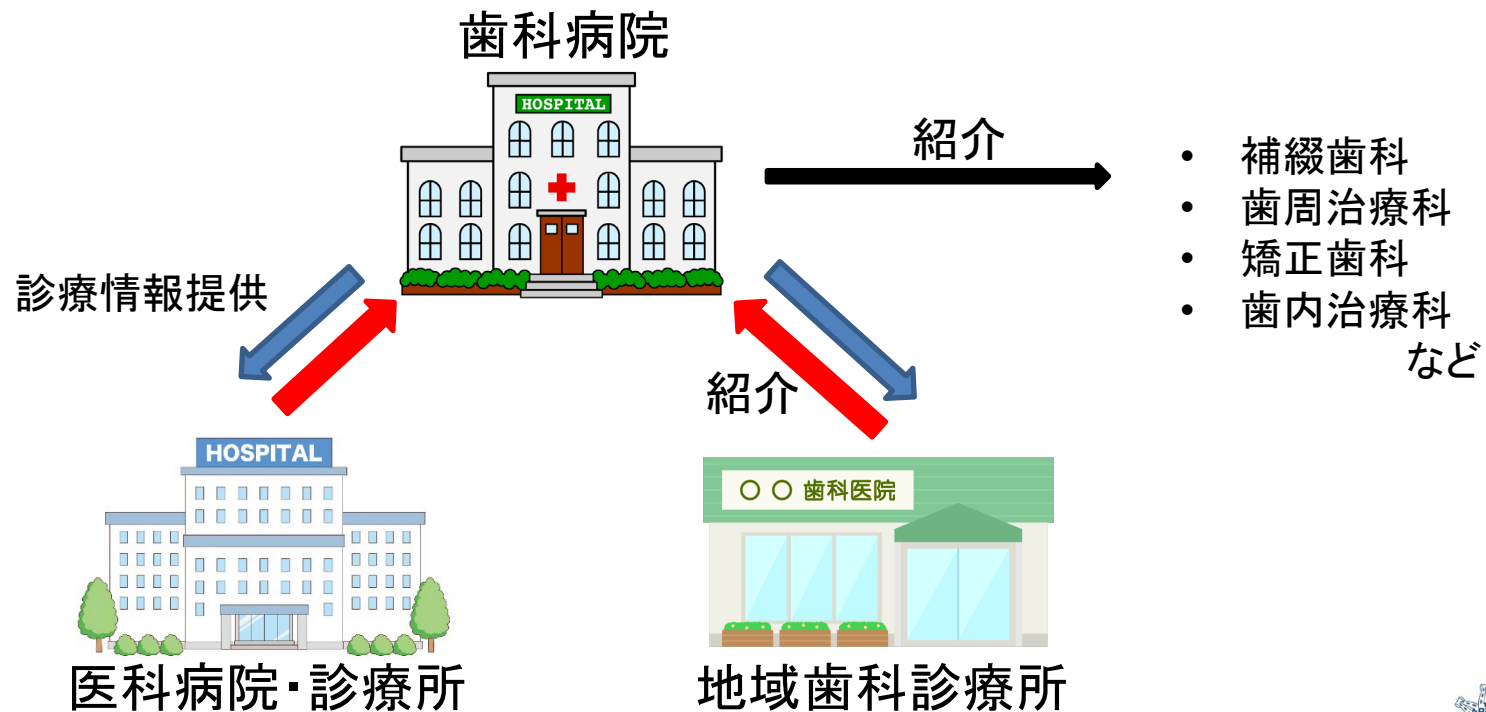 歯科病院
HOSPITAL
紹介
• 補綴歯科
• 歯周治療科
• 矯正歯科
• 歯内治療科
など
診療情報提供
紹介
HOSPITAL
〇 〇 歯科医院
医科病院・診療所
地域歯科診療所